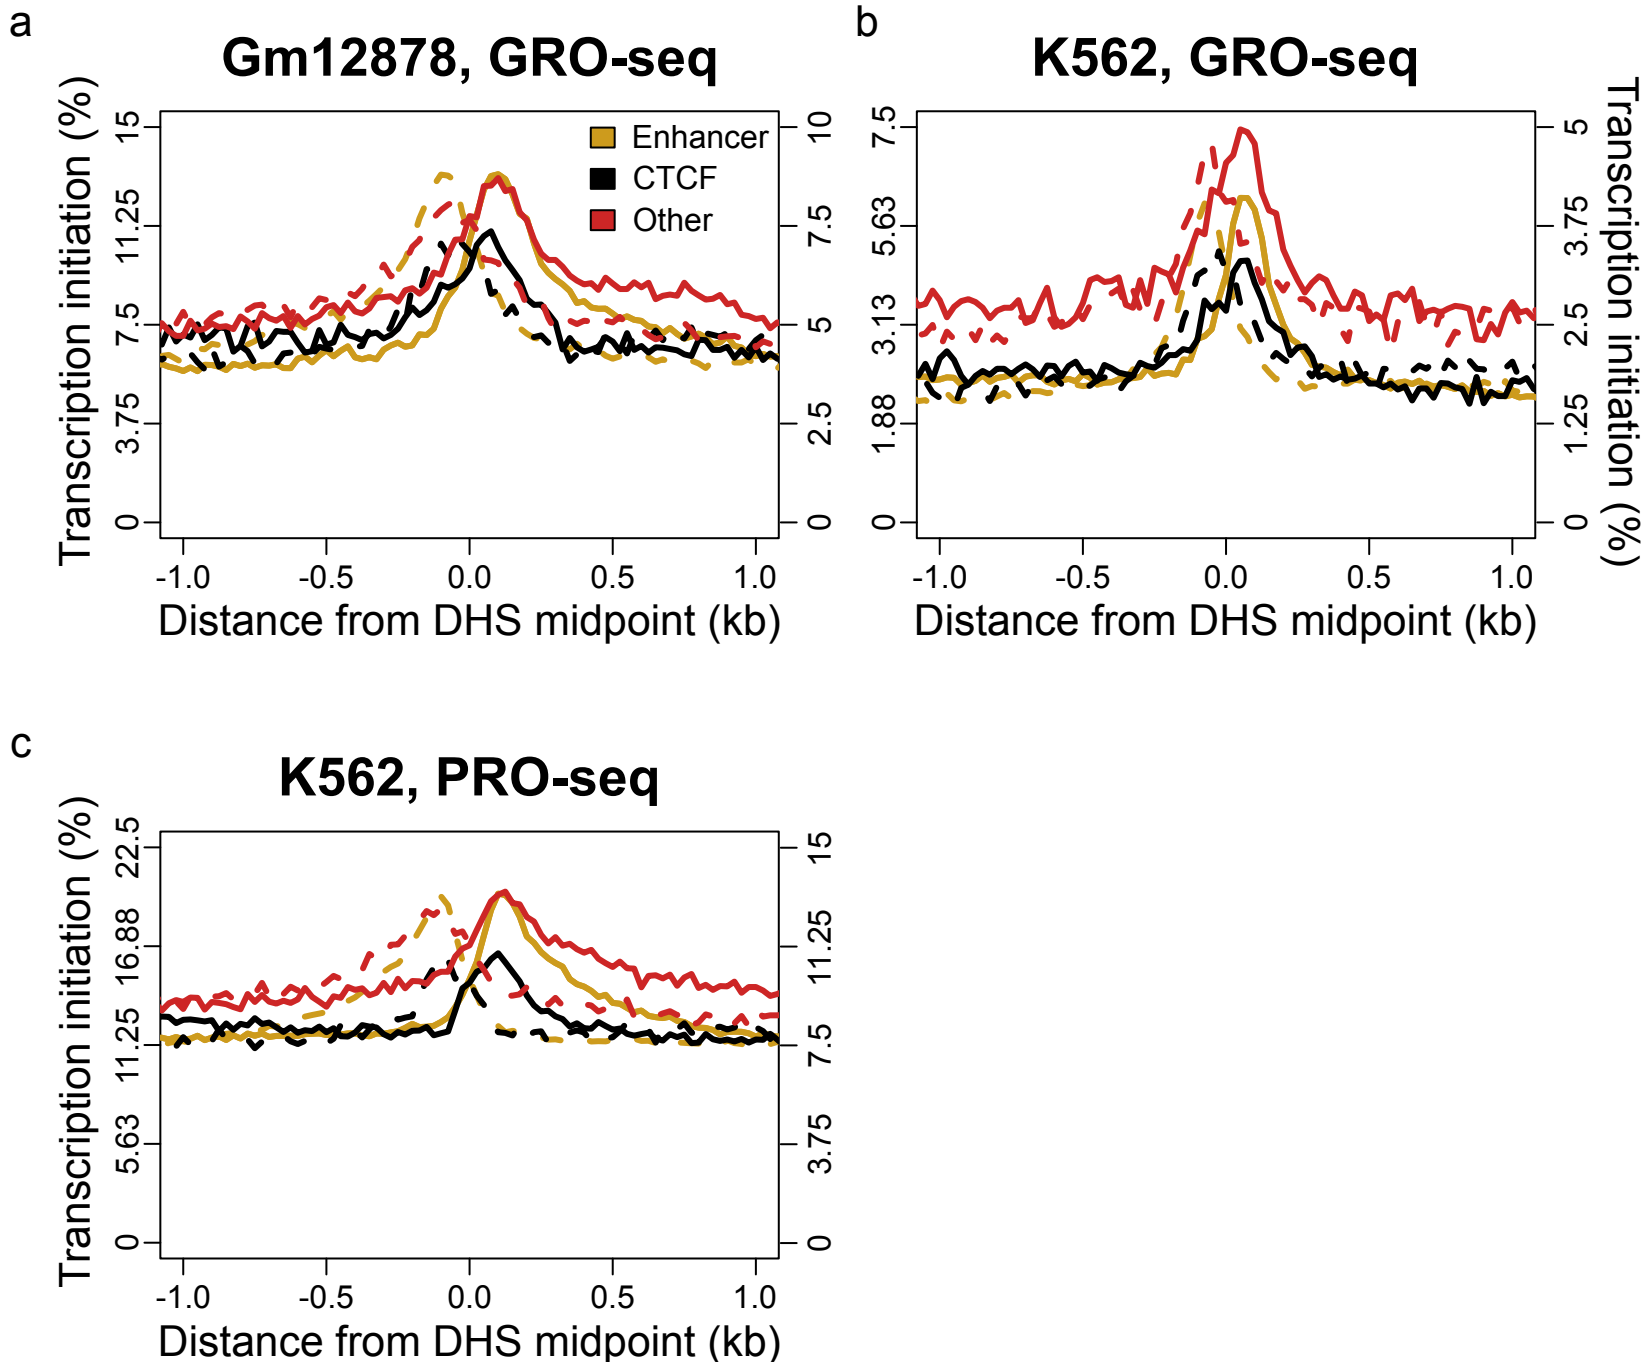 a
Gm12878, GRO-seq
Transcription initiation (%)
15
11.25
7.5
3.75
0
10
7.5
5
2.5
0
Enhancer
CTCF
Other
-1.0 -0.5 0.0 0.5 1.0
Distance from DHS midpoint (kb)
b
K562, GRO-seq
7.5
5.63
3.13
1.88
0
5
3.75
2.5
1.25
0
Transcription initiation (%)
-1.0 -0.5 0.0 0.5 1.0
Distance from DHS midpoint (kb)
c
K562, PRO-seq
Transcription initiation (%)
22.5
16.88
11.25
5.63
0
15
11.25
7.5
3.75
0
-1.0 -0.5 0.0 0.5 1.0
Distance from DHS midpoint (kb)